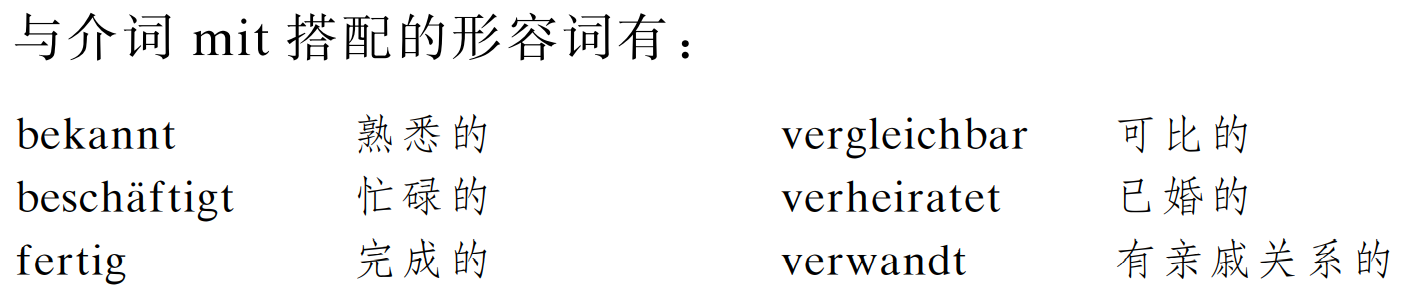 与介词 mit 搭配的形容词有：
bekannt 熟悉的 vergleichbar 可比的
beschäftigt 忙碌的 verheiratet 已婚的
fertig 完成的 verwandt 有亲戚关系的